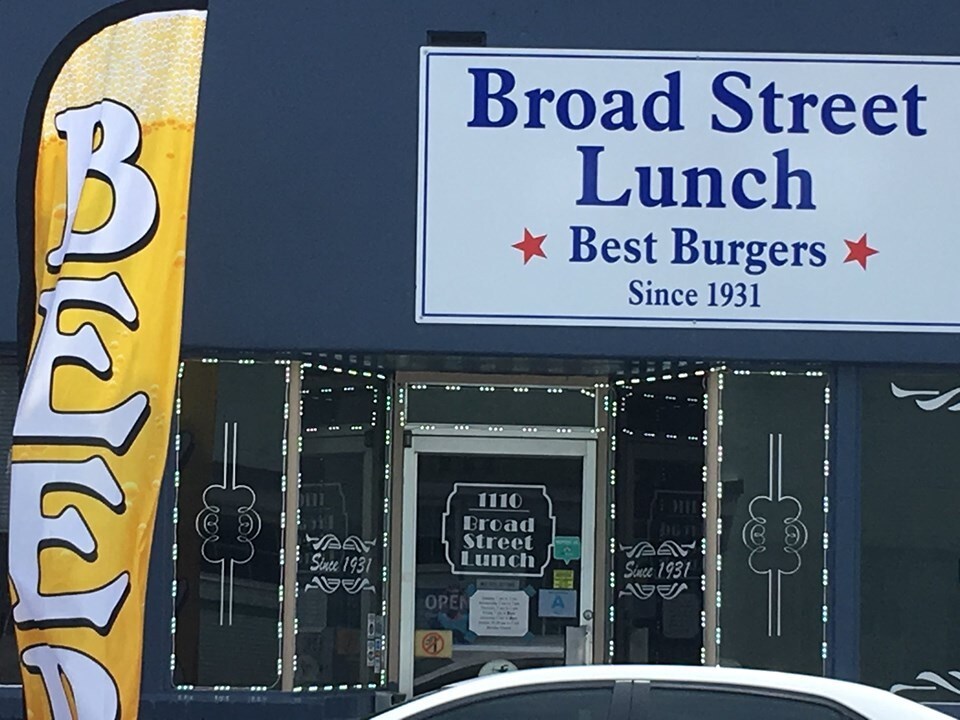 BEER
Broad Street
Lunch
Best Burgers
Since 1931
1110
Broad
Street
Lunch
Since 1931
Since 1931
OPEN
A